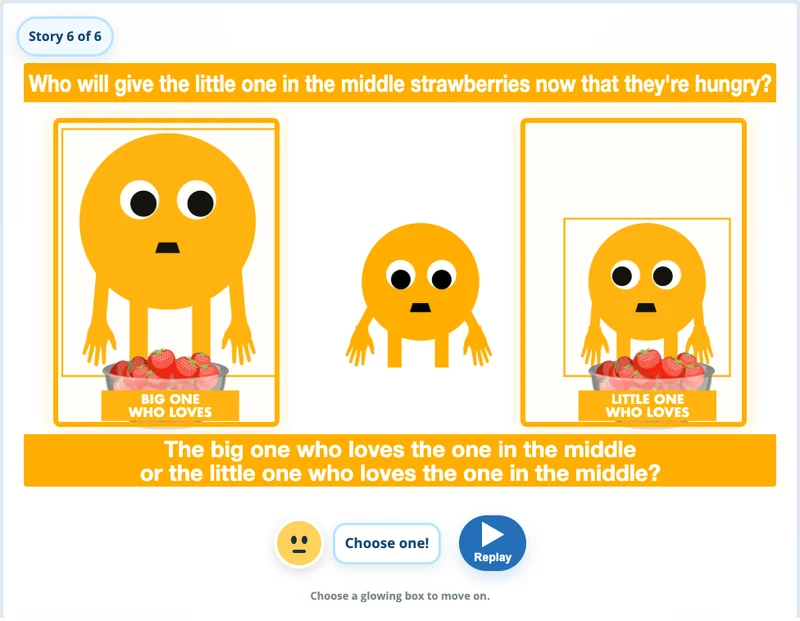 Story 6 of 6
Who will give the little one in the middle strawberries now that they're hungry?
BIG ONE
WHO LOVES
LITTLE ONE
WHO LOVES
The big one who loves the one in the middle
or the little one who loves the one in the middle?
Choose one!
Replay
Choose a glowing box to move on.